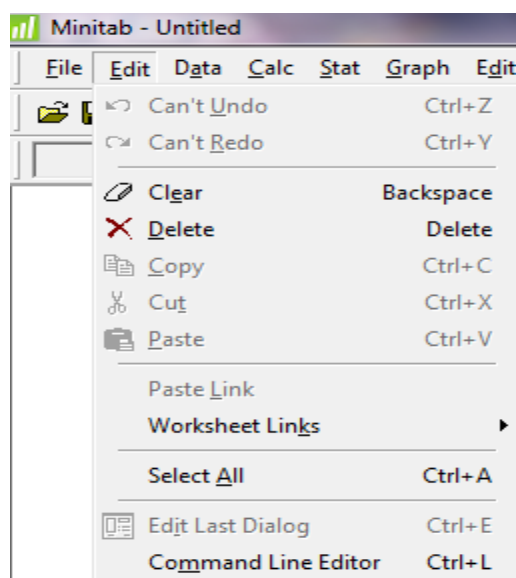 Minitab - Untitled
File Edit Data Calc Stat Graph Edit
Can't Undo Ctrl+Z
Can't Redo Ctrl+Y
Clear Backspace
Delete Delete
Copy Ctrl+C
Cut Ctrl+X
Paste Ctrl+V
Paste Link
Worksheet Links
Select All Ctrl+A
Edit Last Dialog Ctrl+E
Command Line Editor Ctrl+L